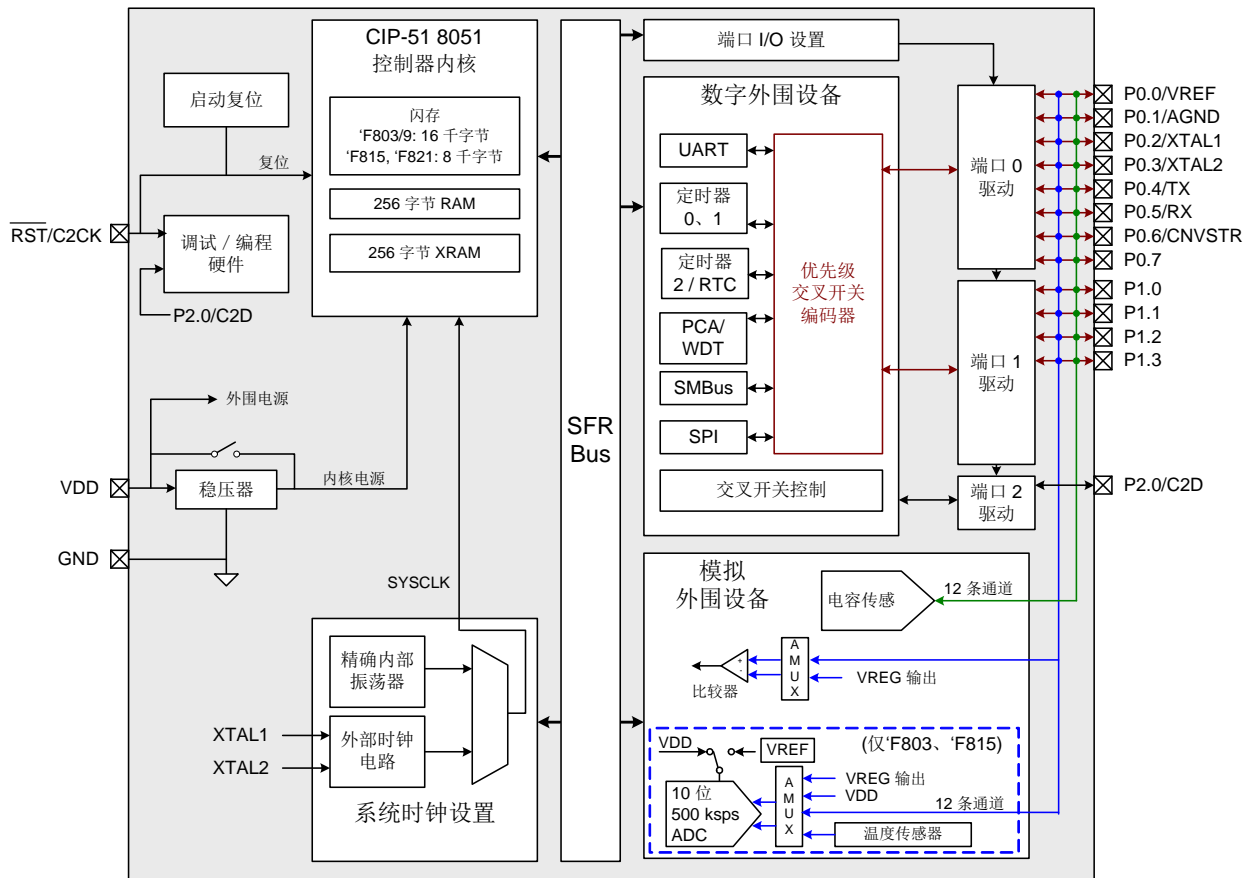 CIP-51 8051
控制器内核
闪存
‘F803/9: 16 千字节
‘F815, ‘F821: 8 千字节
256 字节 RAM
256 字节 XRAM
启动复位
复位
RST/C2CK
调试 / 编程
硬件
P2.0/C2D
外围电源
VDD
稳压器
内核电源
GND
SYSCLK
精确内部
振荡器
XTAL1
XTAL2
外部时钟
电路
系统时钟设置
SFR
Bus
端口 I/O 设置
数字外围设备
UART
定时器
0、1
定时器
2 / RTC
PCA/
WDT
SMBus
SPI
优先级
交叉开关
编码器
交叉开关控制
端口 0
驱动
端口 1
驱动
端口 2
驱动
P0.0/VREF
P0.1/AGND
P0.2/XTAL1
P0.3/XTAL2
P0.4/TX
P0.5/RX
P0.6/CNVSTR
P0.7
P1.0
P1.1
P1.2
P1.3
P2.0/C2D
模拟
外围设备
电容传感
12 条通道
AMUX
+
-
比较器
VREG 输出
(仅‘F803、‘F815)
VDD
VREF
10 位
500 ksps
ADC
AMUX
VREG 输出
VDD
12 条通道
温度传感器